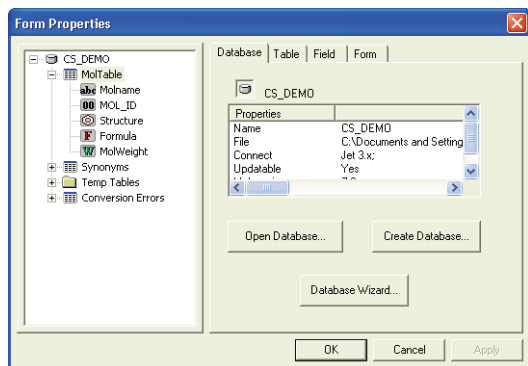 Form Properties
CS_DEMO
MolTable
abc Molname
00 MOL_ID
Structure
F Formula
W MolWeight
Synonyms
Temp Tables
Conversion Errors
Database Table Field Form
CS_DEMO
Properties
Name CS_DEMO
File C:\Documents and Setting
Connect Jet 3.x;
Updatable Yes
Open Database... Create Database...
Database Wizard...
OK Cancel Apply